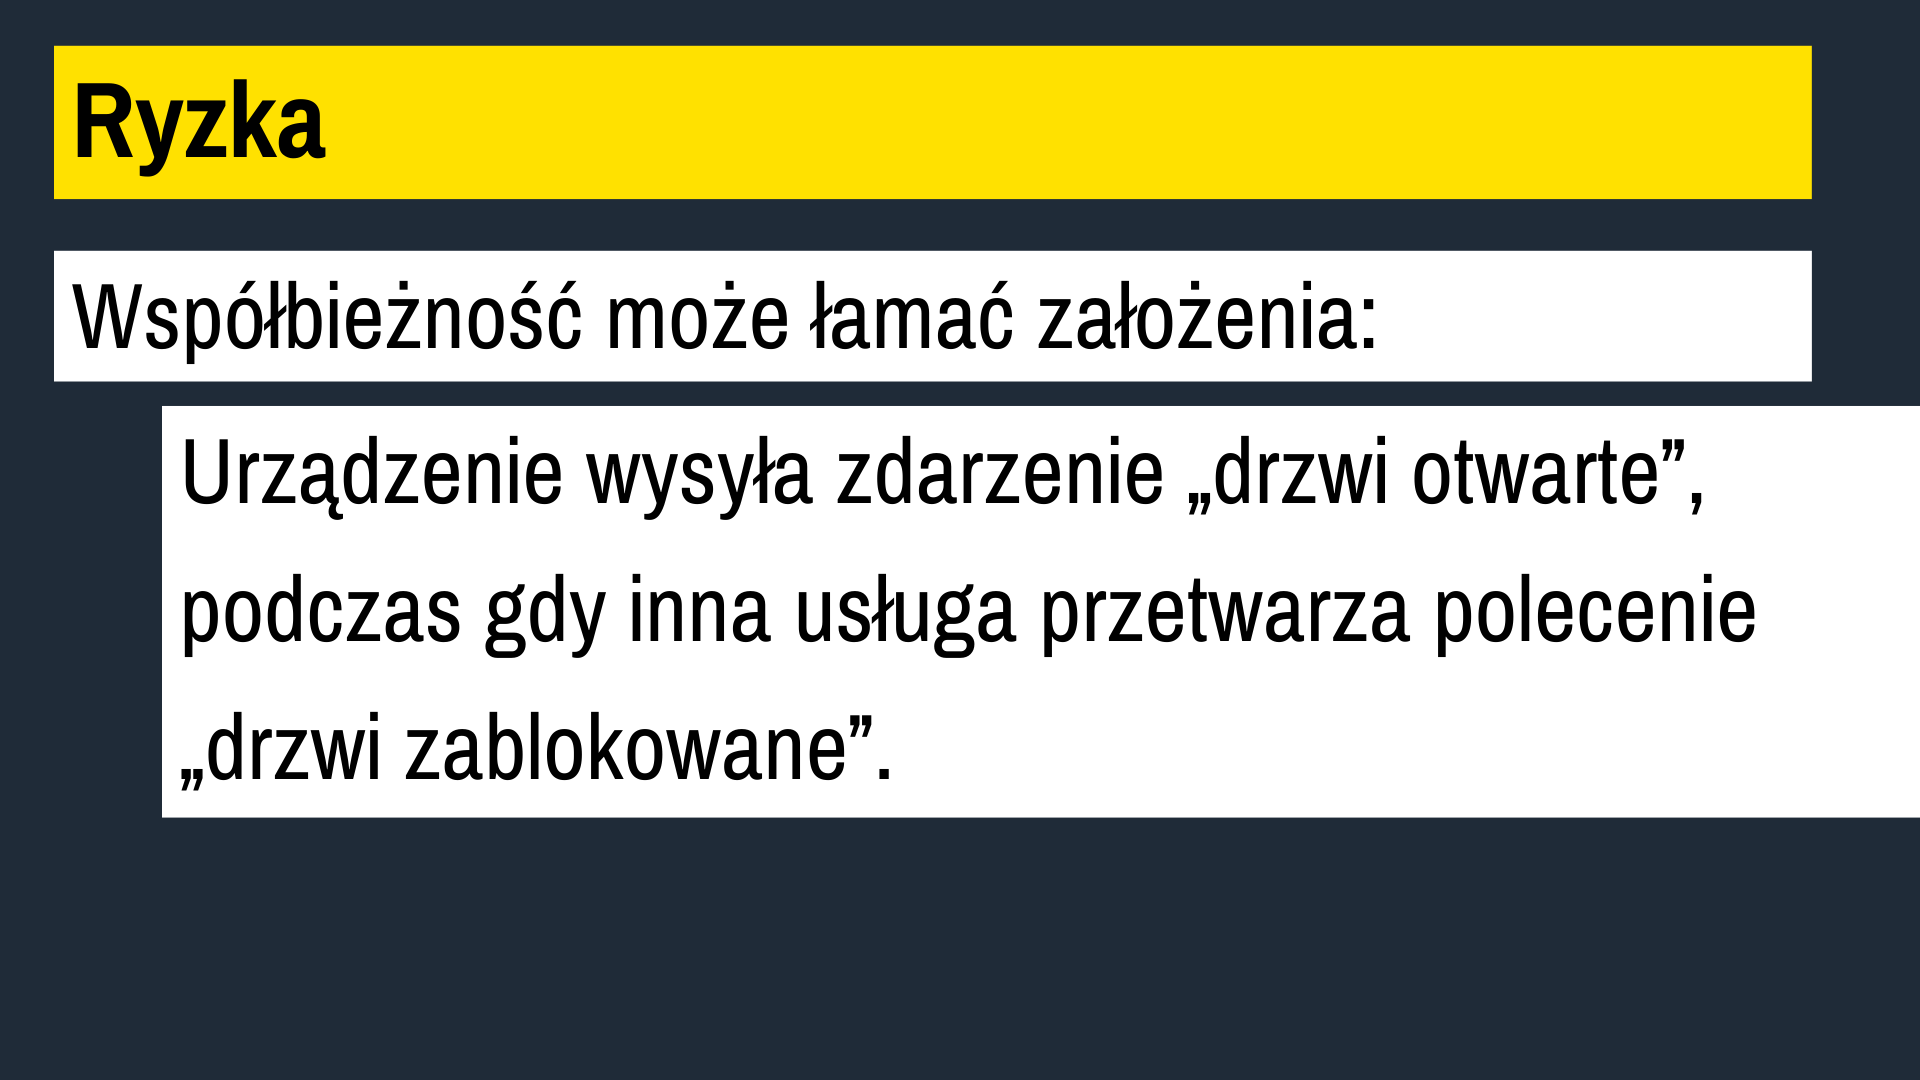 Ryzka
Współbieżność może łamać założenia:
Urządzenie wysyła zdarzenie „drzwi otwarte”,
podczas gdy inna usługa przetwarza polecenie
„drzwi zablokowane”.